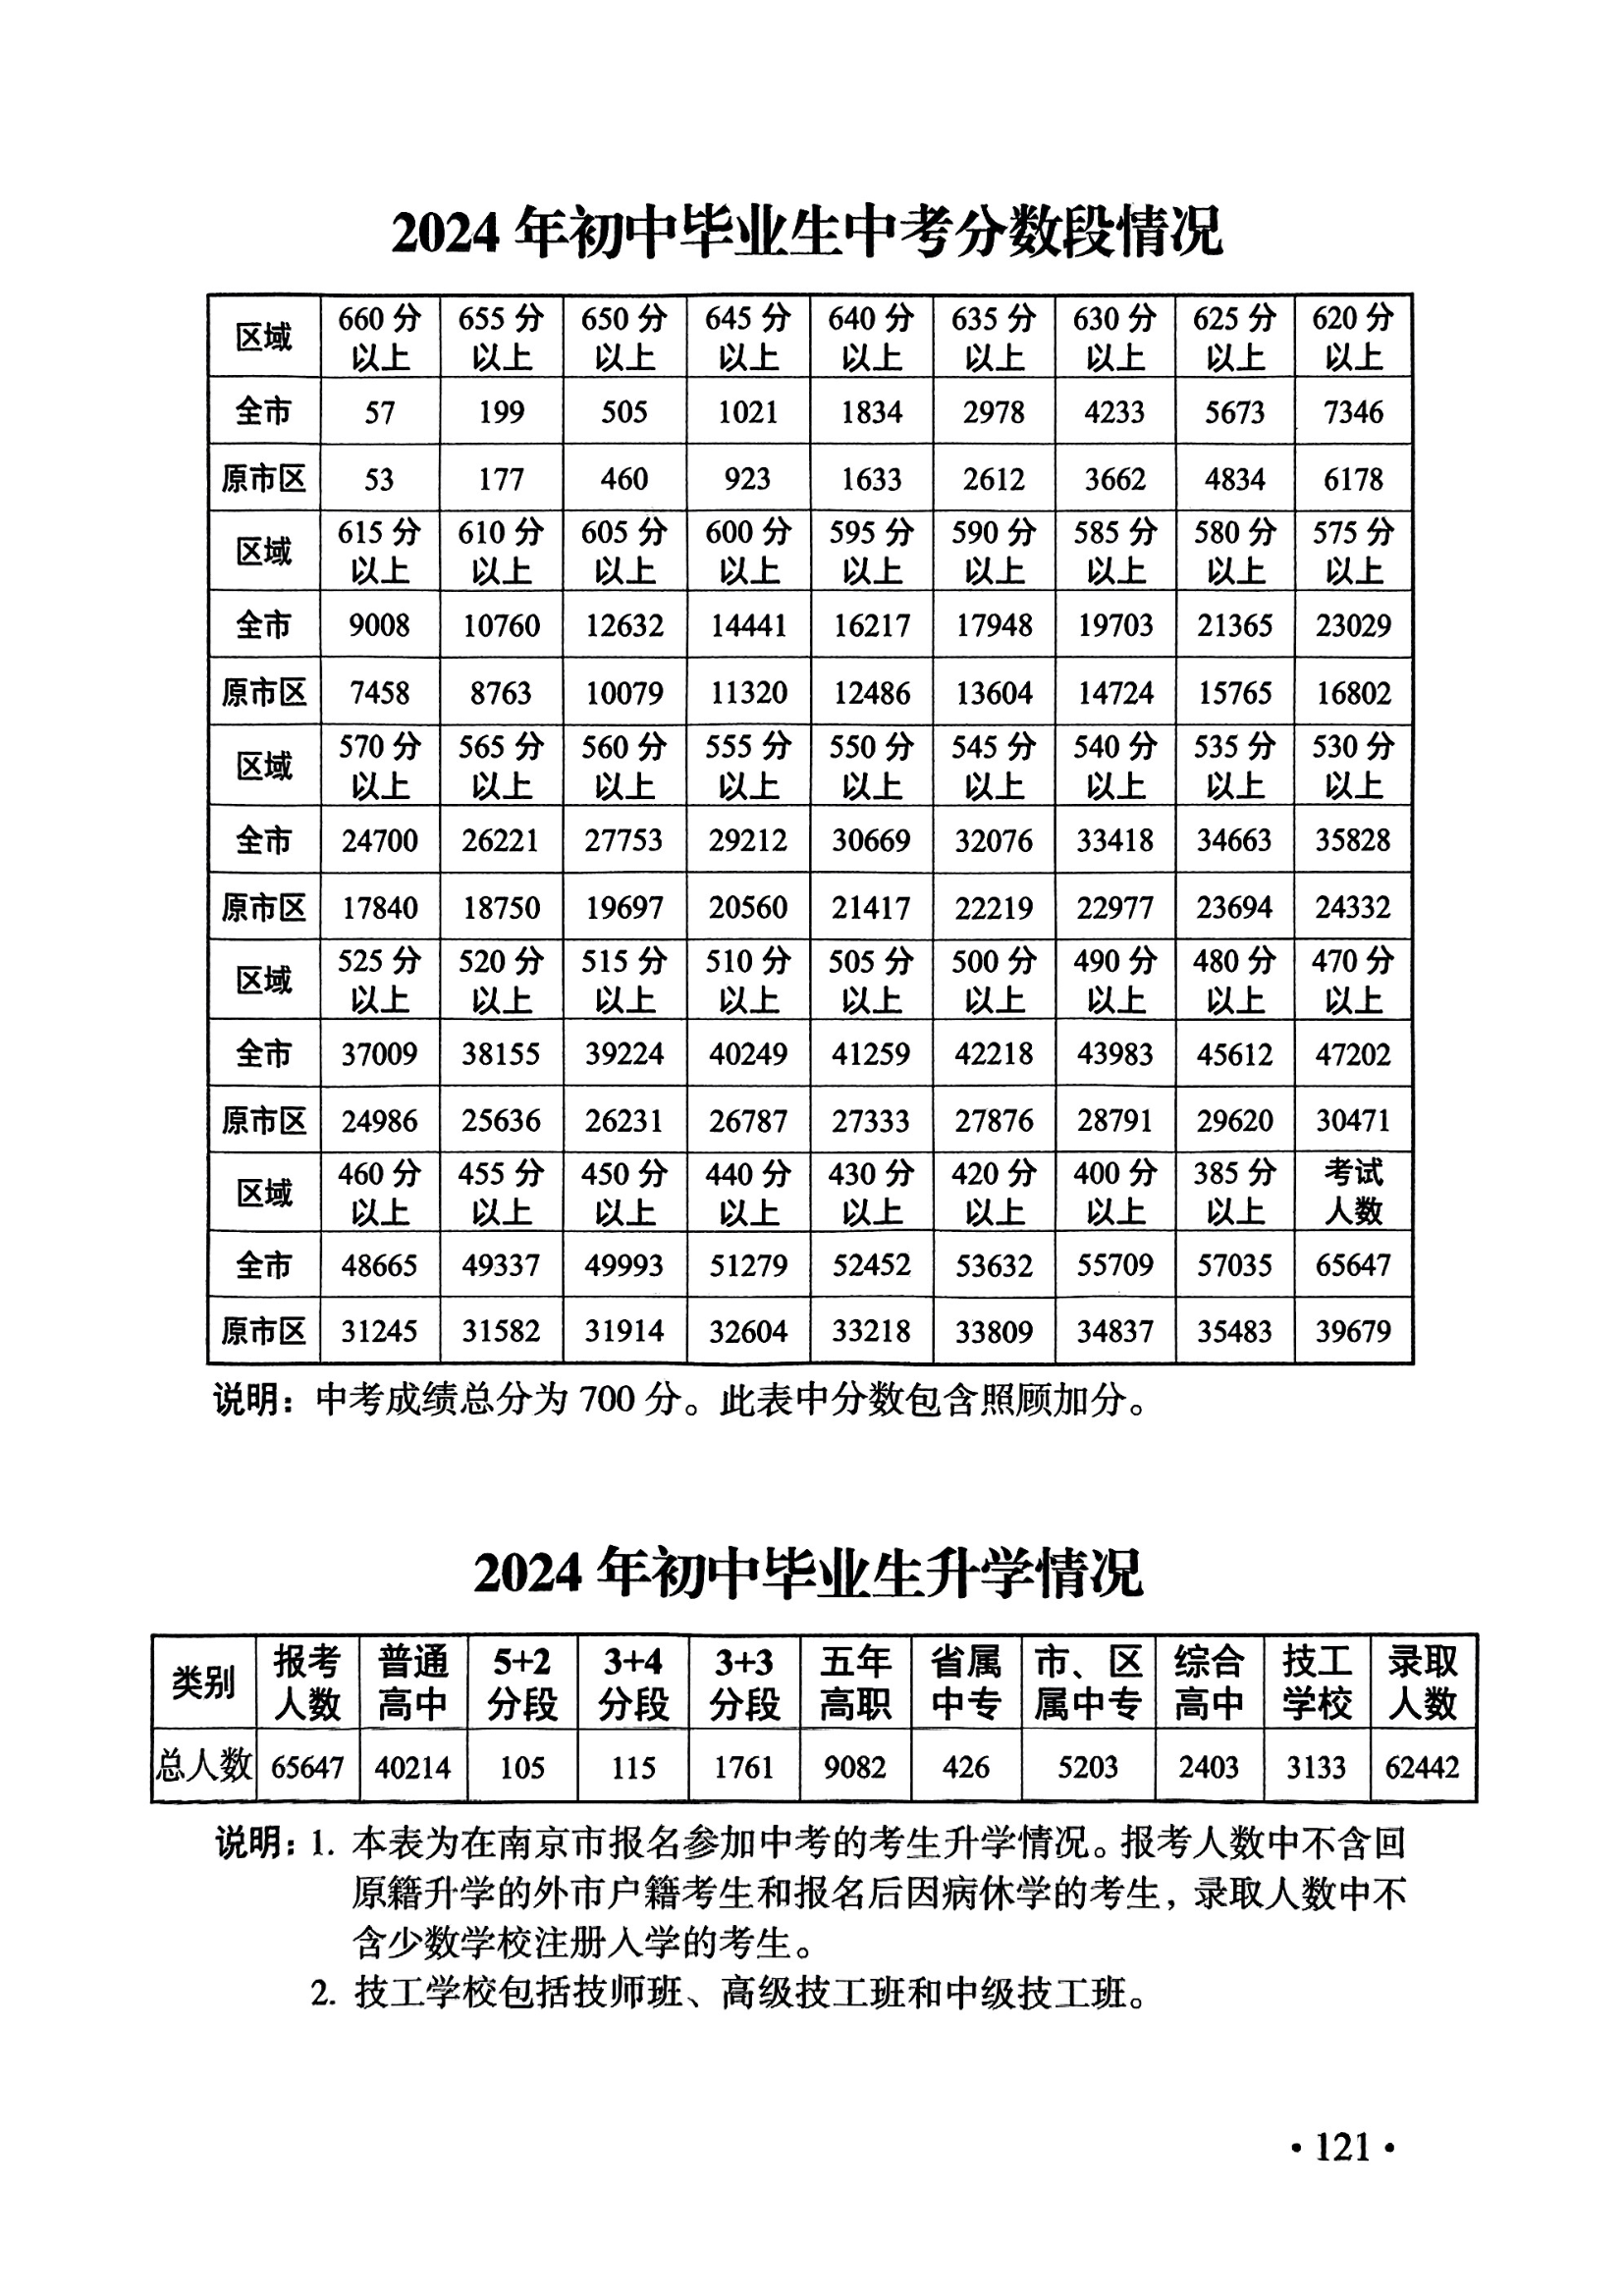 2024 年初中毕业生中考分数段情况
区域 660 分以上 655 分以上 650 分以上 645 分以上 640 分以上 635 分以上 630 分以上 625 分以上 620 分以上
全市 57 199 505 1021 1834 2978 4233 5673 7346
原市区 53 177 460 923 1633 2612 3662 4834 6178
区域 615 分以上 610 分以上 605 分以上 600 分以上 595 分以上 590 分以上 585 分以上 580 分以上 575 分以上
全市 9008 10760 12632 14441 16217 17948 19703 21365 23029
原市区 7458 8763 10079 11320 12486 13604 14724 15765 16802
区域 570 分以上 565 分以上 560 分以上 555 分以上 550 分以上 545 分以上 540 分以上 535 分以上 530 分以上
全市 24700 26221 27753 29212 30669 32076 33418 34663 35828
原市区 17840 18750 19697 20560 21417 22219 22977 23694 24332
区域 525 分以上 520 分以上 515 分以上 510 分以上 505 分以上 500 分以上 490 分以上 480 分以上 470 分以上
全市 37009 38155 39224 40249 41259 42218 43983 45612 47202
原市区 24986 25636 26231 26787 27333 27876 28791 29620 30471
区域 460 分以上 455 分以上 450 分以上 440 分以上 430 分以上 420 分以上 400 分以上 385 分以上 考试人数
全市 48665 49337 49993 51279 52452 53632 55709 57035 65647
原市区 31245 31582 31914 32604 33218 33809 34837 35483 39679
说明：中考成绩总分为 700 分。此表中分数包含照顾加分。
2024 年初中毕业生升学情况
类别 报考人数 普通高中 5+2分段 3+4分段 3+3分段 五年高职 省属中专 市、区属中专 综合高中 技工学校 录取人数
总人数 65647 40214 105 115 1761 9082 426 5203 2403 3133 62442
说明：1. 本表为在南京市报名参加中考的考生升学情况。报考人数中不含回
原籍升学的外市户籍考生和报名后因病休学的考生，录取人数中不
含少数学校注册入学的考生。
2. 技工学校包括技师班、高级技工班和中级技工班。
· 121 ·